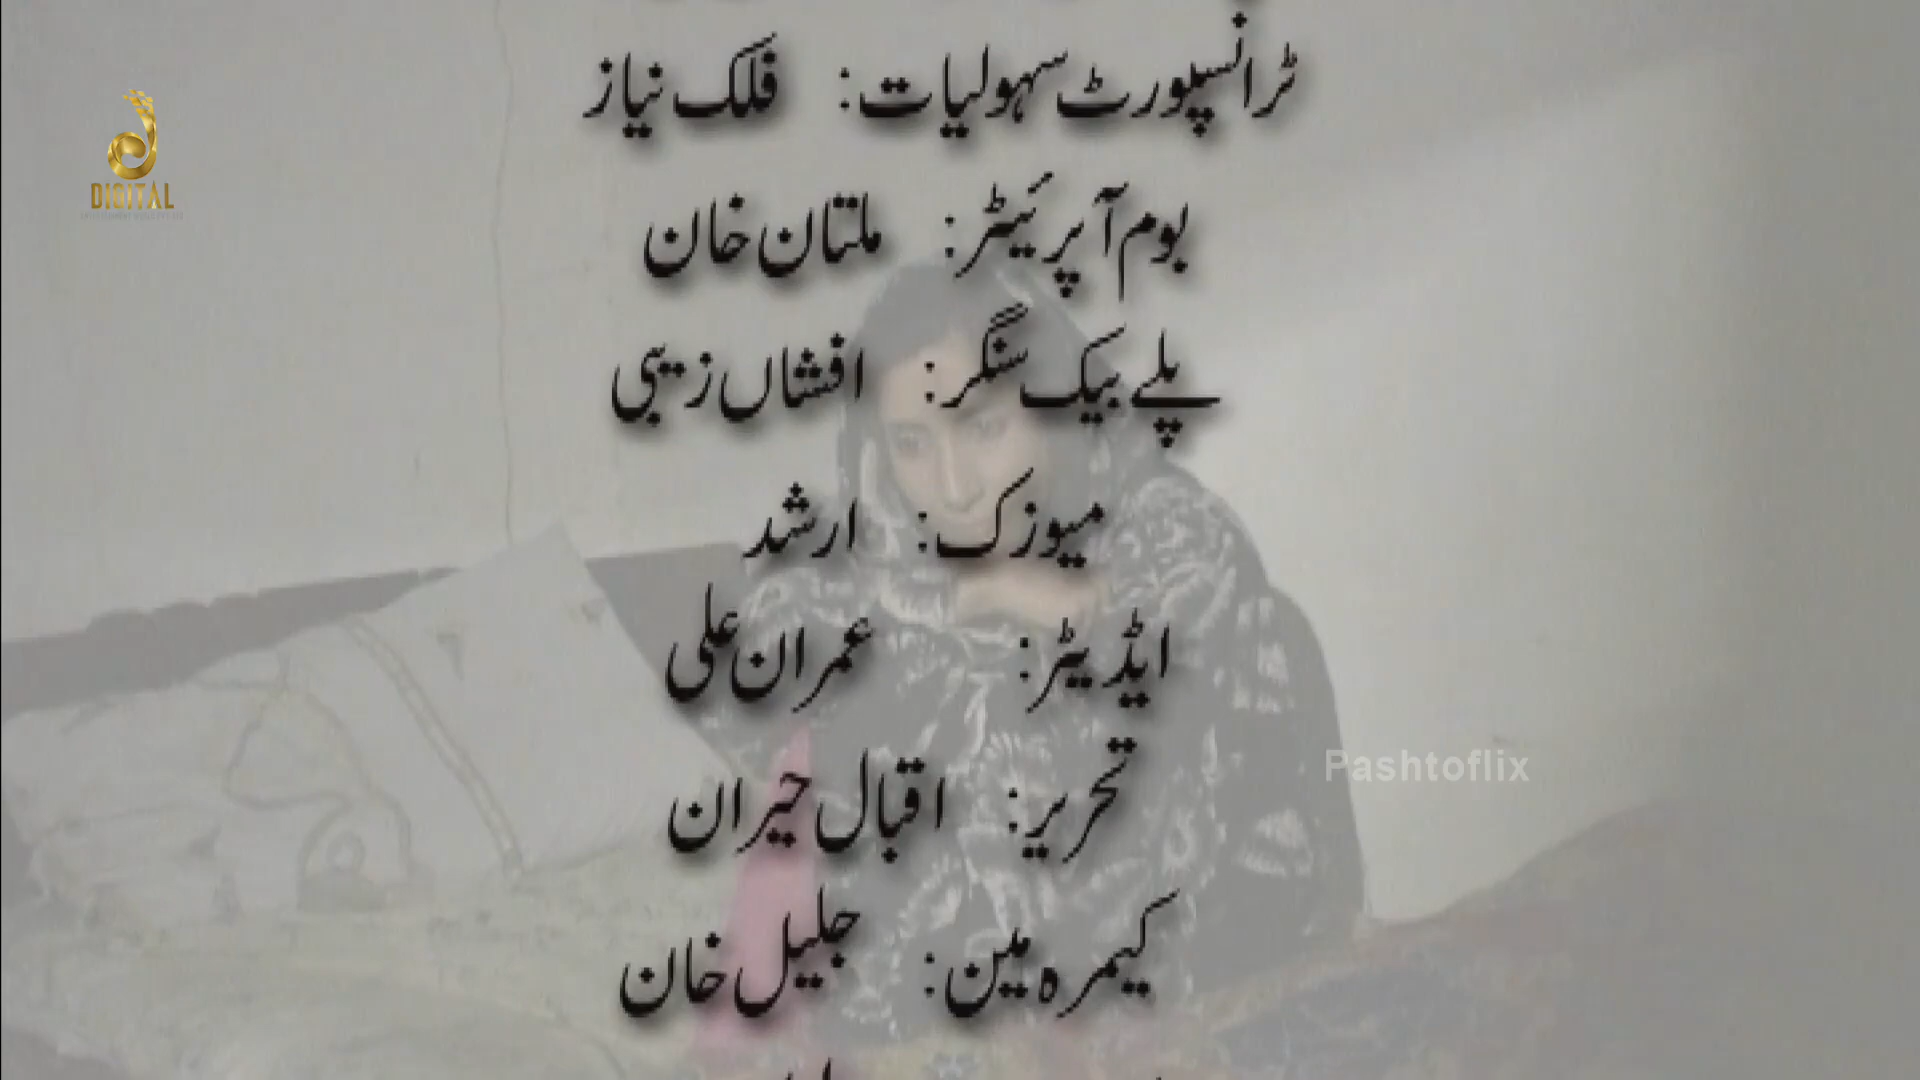 ٹرانسپورٹ سہولیات: فلک نیاز
DIGITAL
بوم آپرئیٹر: ملتان خان
پلے بیک سنگر: افشاں زیبی
میوزک: ارشد
ایڈیٹر: عمران علی
تحریر: اقبال حیران
Pashtoflix
کیمرہ مین: جلیل خان